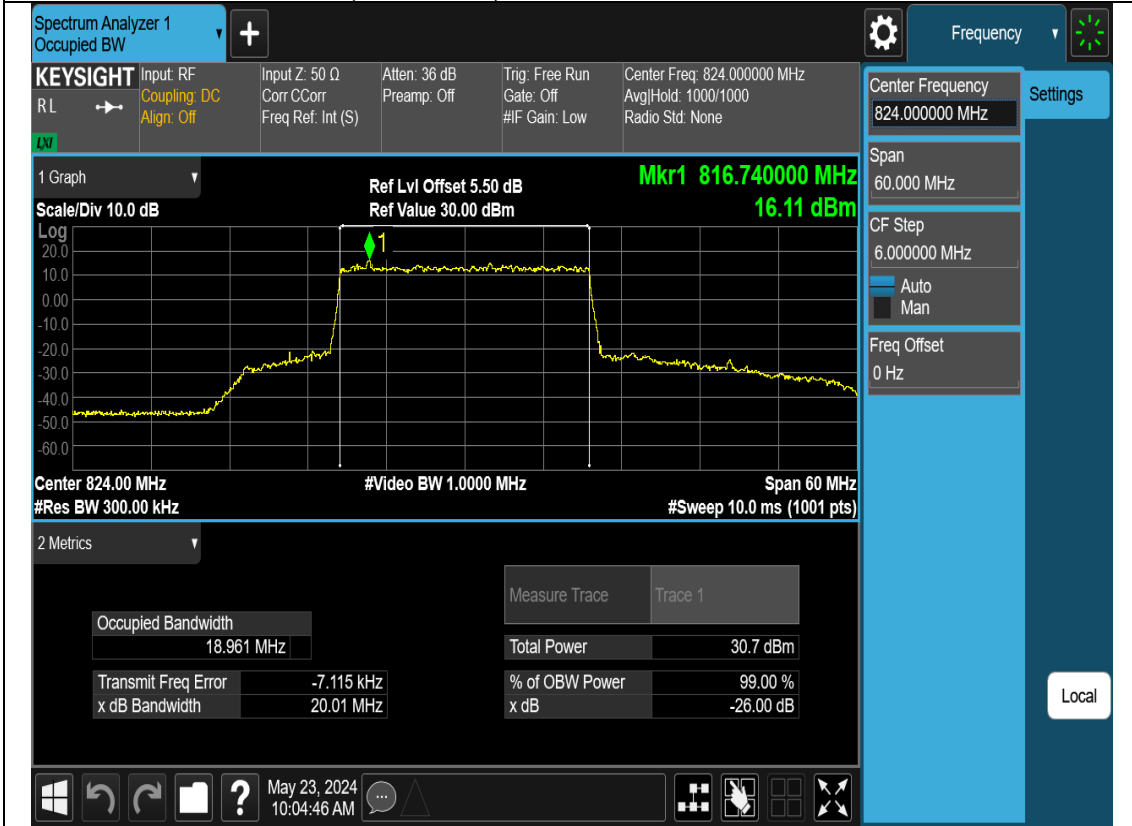 Spectrum Analyzer 1
Occupied BW
+
Frequency
KEYSIGHT
R L
LXI
Input: RF
Coupling: DC
Align: Off
Input Z: 50 Ω
Corr CCorr
Freq Ref: Int (S)
Atten: 36 dB
Preamp: Off
Trig: Free Run
Gate: Off
#IF Gain: Low
Center Freq: 824.000000 MHz
Avg|Hold: 1000/1000
Radio Std: None
Center Frequency
824.000000 MHz
Settings
Span
60.000 MHz
CF Step
6.000000 MHz
Auto
Man
Freq Offset
0 Hz
Local
1 Graph
Scale/Div 10.0 dB
Ref Lvl Offset 5.50 dB
Ref Value 30.00 dBm
Mkr1 816.740000 MHz
16.11 dBm
Log
1
20.0
10.0
0.00
-10.0
-20.0
-30.0
-40.0
-50.0
-60.0
Center 824.00 MHz
#Res BW 300.00 kHz
#Video BW 1.0000 MHz
Span 60 MHz
#Sweep 10.0 ms (1001 pts)
2 Metrics
Measure Trace Trace 1
Occupied Bandwidth
18.961 MHz
Total Power 30.7 dBm
Transmit Freq Error -7.115 kHz
% of OBW Power 99.00 %
x dB Bandwidth 20.01 MHz
x dB -26.00 dB
?
May 23, 2024
10:04:46 AM